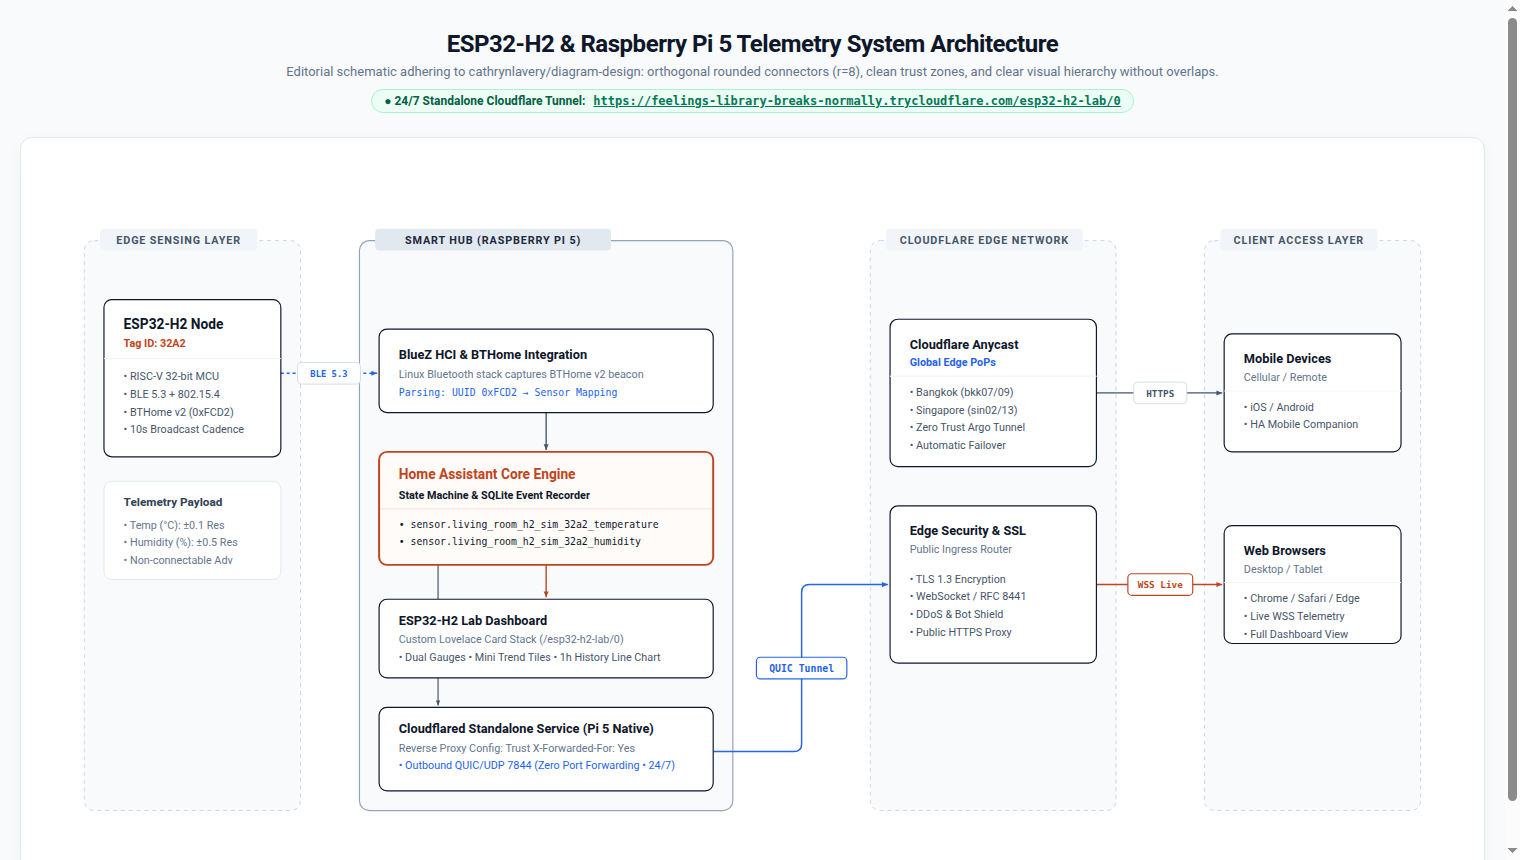 ESP32-H2 & Raspberry Pi 5 Telemetry System Architecture
Editorial schematic adhering to cathrynlavery/diagram-design: orthogonal rounded connectors (r=8), clean trust zones, and clear visual hierarchy without overlaps.
● 24/7 Standalone Cloudflare Tunnel: https://feelings-library-breaks-normally.trycloudflare.com/esp32-h2-lab/0
EDGE SENSING LAYER
ESP32-H2 Node
Tag ID: 32A2
• RISC-V 32-bit MCU
• BLE 5.3 + 802.15.4
• BTHome v2 (0xFCD2)
• 10s Broadcast Cadence
Telemetry Payload
• Temp (°C): ±0.1 Res
• Humidity (%): ±0.5 Res
• Non-connectable Adv
BLE 5.3
SMART HUB (RASPBERRY PI 5)
BlueZ HCI & BTHome Integration
Linux Bluetooth stack captures BTHome v2 beacon
Parsing: UUID 0xFCD2 → Sensor Mapping
Home Assistant Core Engine
State Machine & SQLite Event Recorder
• sensor.living_room_h2_sim_32a2_temperature
• sensor.living_room_h2_sim_32a2_humidity
ESP32-H2 Lab Dashboard
Custom Lovelace Card Stack (/esp32-h2-lab/0)
• Dual Gauges • Mini Trend Tiles • 1h History Line Chart
Cloudflared Standalone Service (Pi 5 Native)
Reverse Proxy Config: Trust X-Forwarded-For: Yes
• Outbound QUIC/UDP 7844 (Zero Port Forwarding • 24/7)
QUIC Tunnel
CLOUDFLARE EDGE NETWORK
Cloudflare Anycast
Global Edge PoPs
• Bangkok (bkk07/09)
• Singapore (sin02/13)
• Zero Trust Argo Tunnel
• Automatic Failover
Edge Security & SSL
Public Ingress Router
• TLS 1.3 Encryption
• WebSocket / RFC 8441
• DDoS & Bot Shield
• Public HTTPS Proxy
HTTPS
WSS Live
CLIENT ACCESS LAYER
Mobile Devices
Cellular / Remote
• iOS / Android
• HA Mobile Companion
Web Browsers
Desktop / Tablet
• Chrome / Safari / Edge
• Live WSS Telemetry
• Full Dashboard View